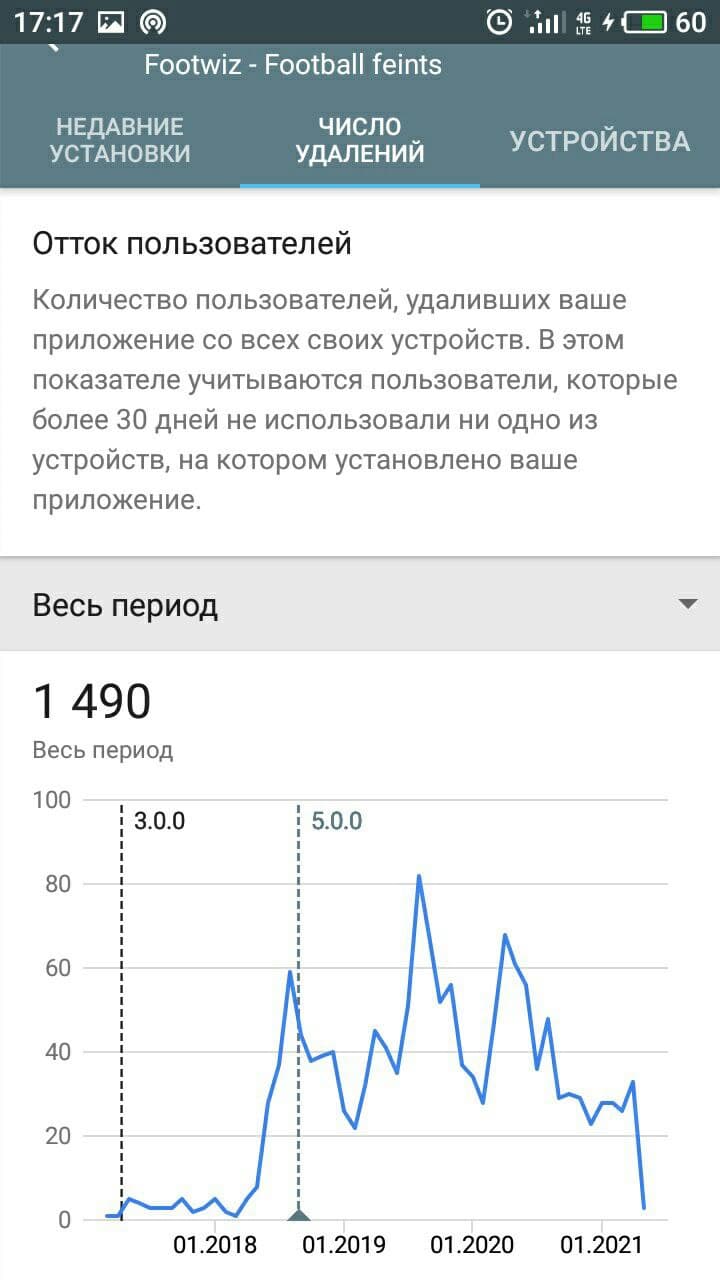 17:17
4G
LTE
60
Footwiz - Football feints
НЕДАВНИЕ
УСТАНОВКИ
ЧИСЛО
УДАЛЕНИЙ
УСТРОЙСТВА
Отток пользователей
Количество пользователей, удаливших ваше
приложение со всех своих устройств. В этом
показателе учитываются пользователи, которые
более 30 дней не использовали ни одно из
устройств, на котором установлено ваше
приложение.
Весь период
1 490
Весь период
100
3.0.0
5.0.0
80
60
40
20
0
01.2018
01.2019
01.2020
01.2021